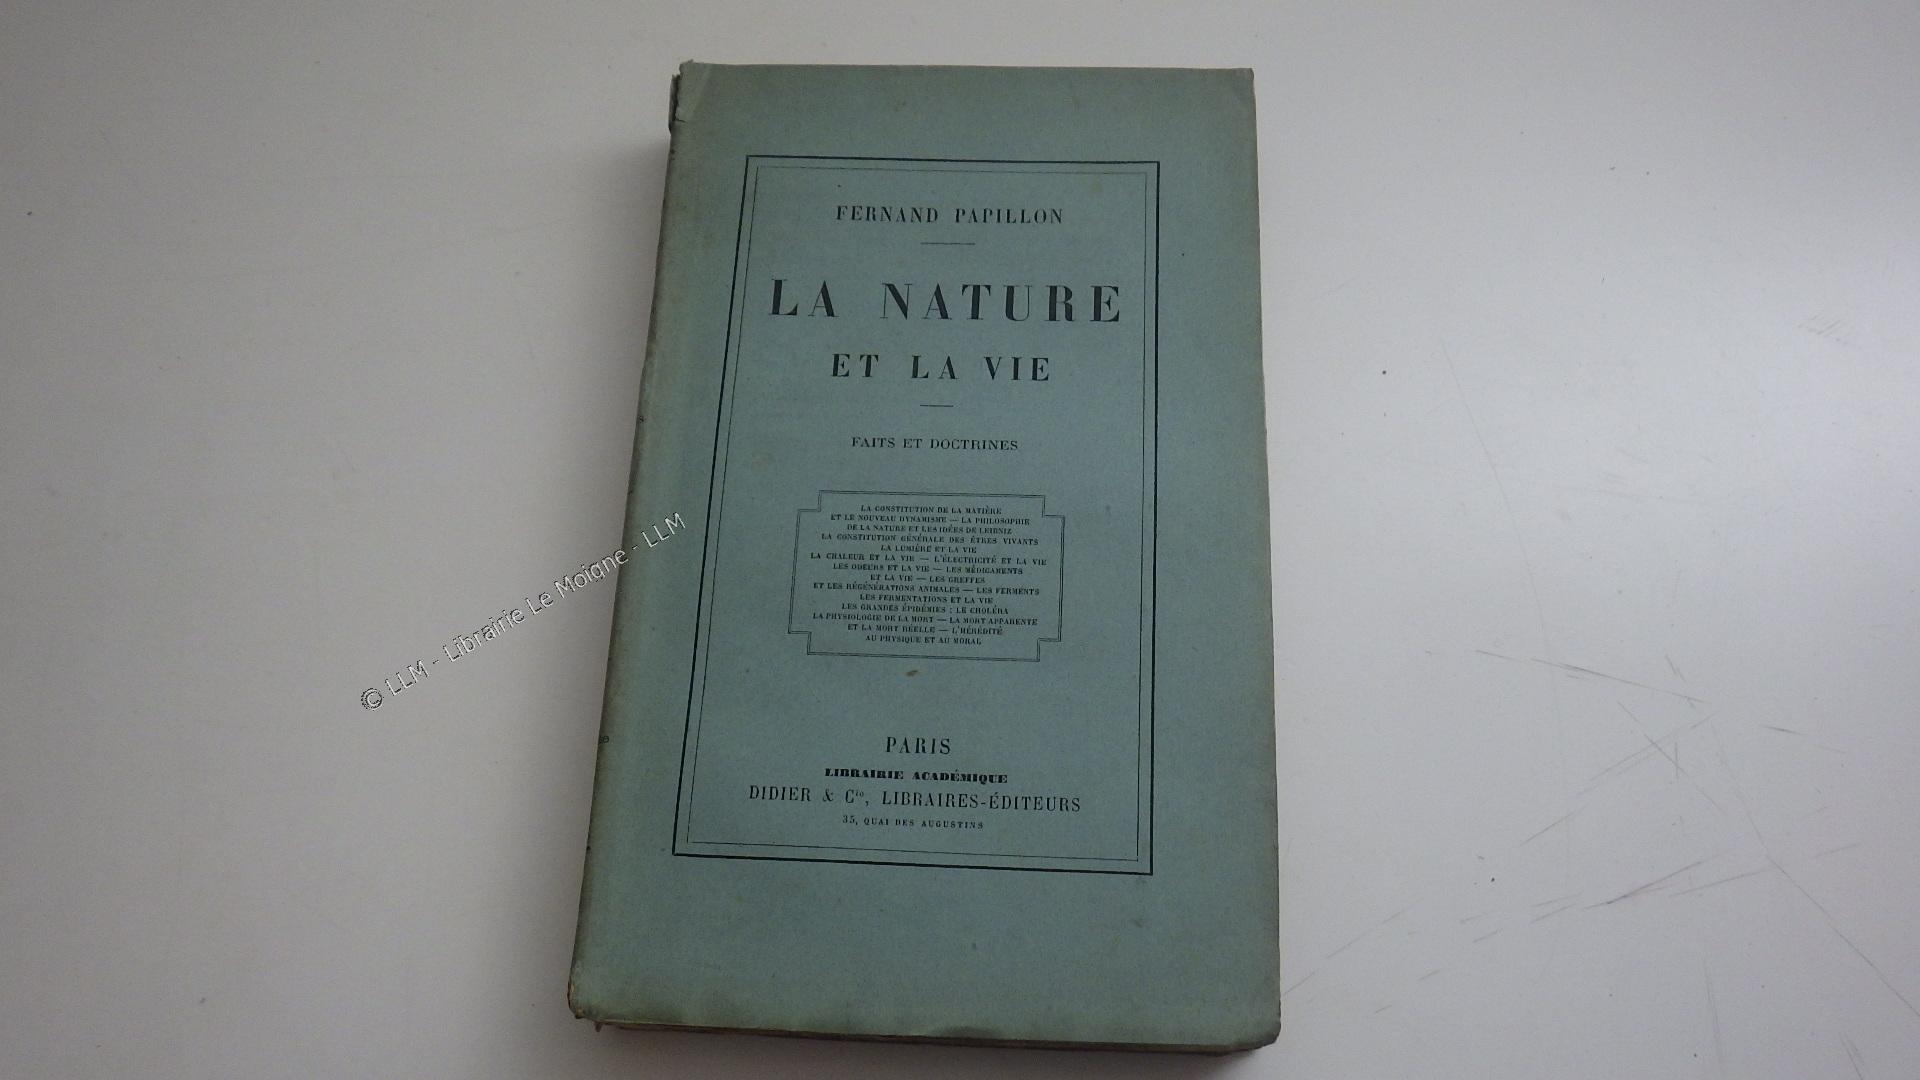 FERNAND PAPILLON
LA NATURE
ET LA VIE
FAITS ET DOCTRINES
LA CONSTITUTION DE LA MATIÈRE
ET LE NOUVEAU DYNAMISME — LA PHILOSOPHIE
DE LA NATURE ET LES IDÉES DE LEIBNIZ
LA CONSTITUTION GÉNÉRALE DES ÊTRES VIVANTS
LA LUMIÈRE ET LA VIE
LA CHALEUR ET LA VIE — L'ÉLECTRICITÉ ET LA VIE
LES ODEURS ET LA VIE — LES MÉDICAMENTS
ET LA VIE — LES GREFFES
ET LES RÉGÉNÉRATIONS ANIMALES — LES FERMENTS
LES FERMENTATIONS ET LA VIE
LES GRANDES ÉPIDÉMIES : LE CHOLÉRA
LA PHYSIOLOGIE DE LA MORT — LA MORT APPARENTE
ET LA MORT RÉELLE — L'HÉRÉDITÉ
AU PHYSIQUE ET AU MORAL
PARIS
LIBRAIRIE ACADÉMIQUE
DIDIER & Cie, LIBRAIRES-ÉDITEURS
35, QUAI DES AUGUSTINS
© LLM - Librairie Le Moigne - LLM